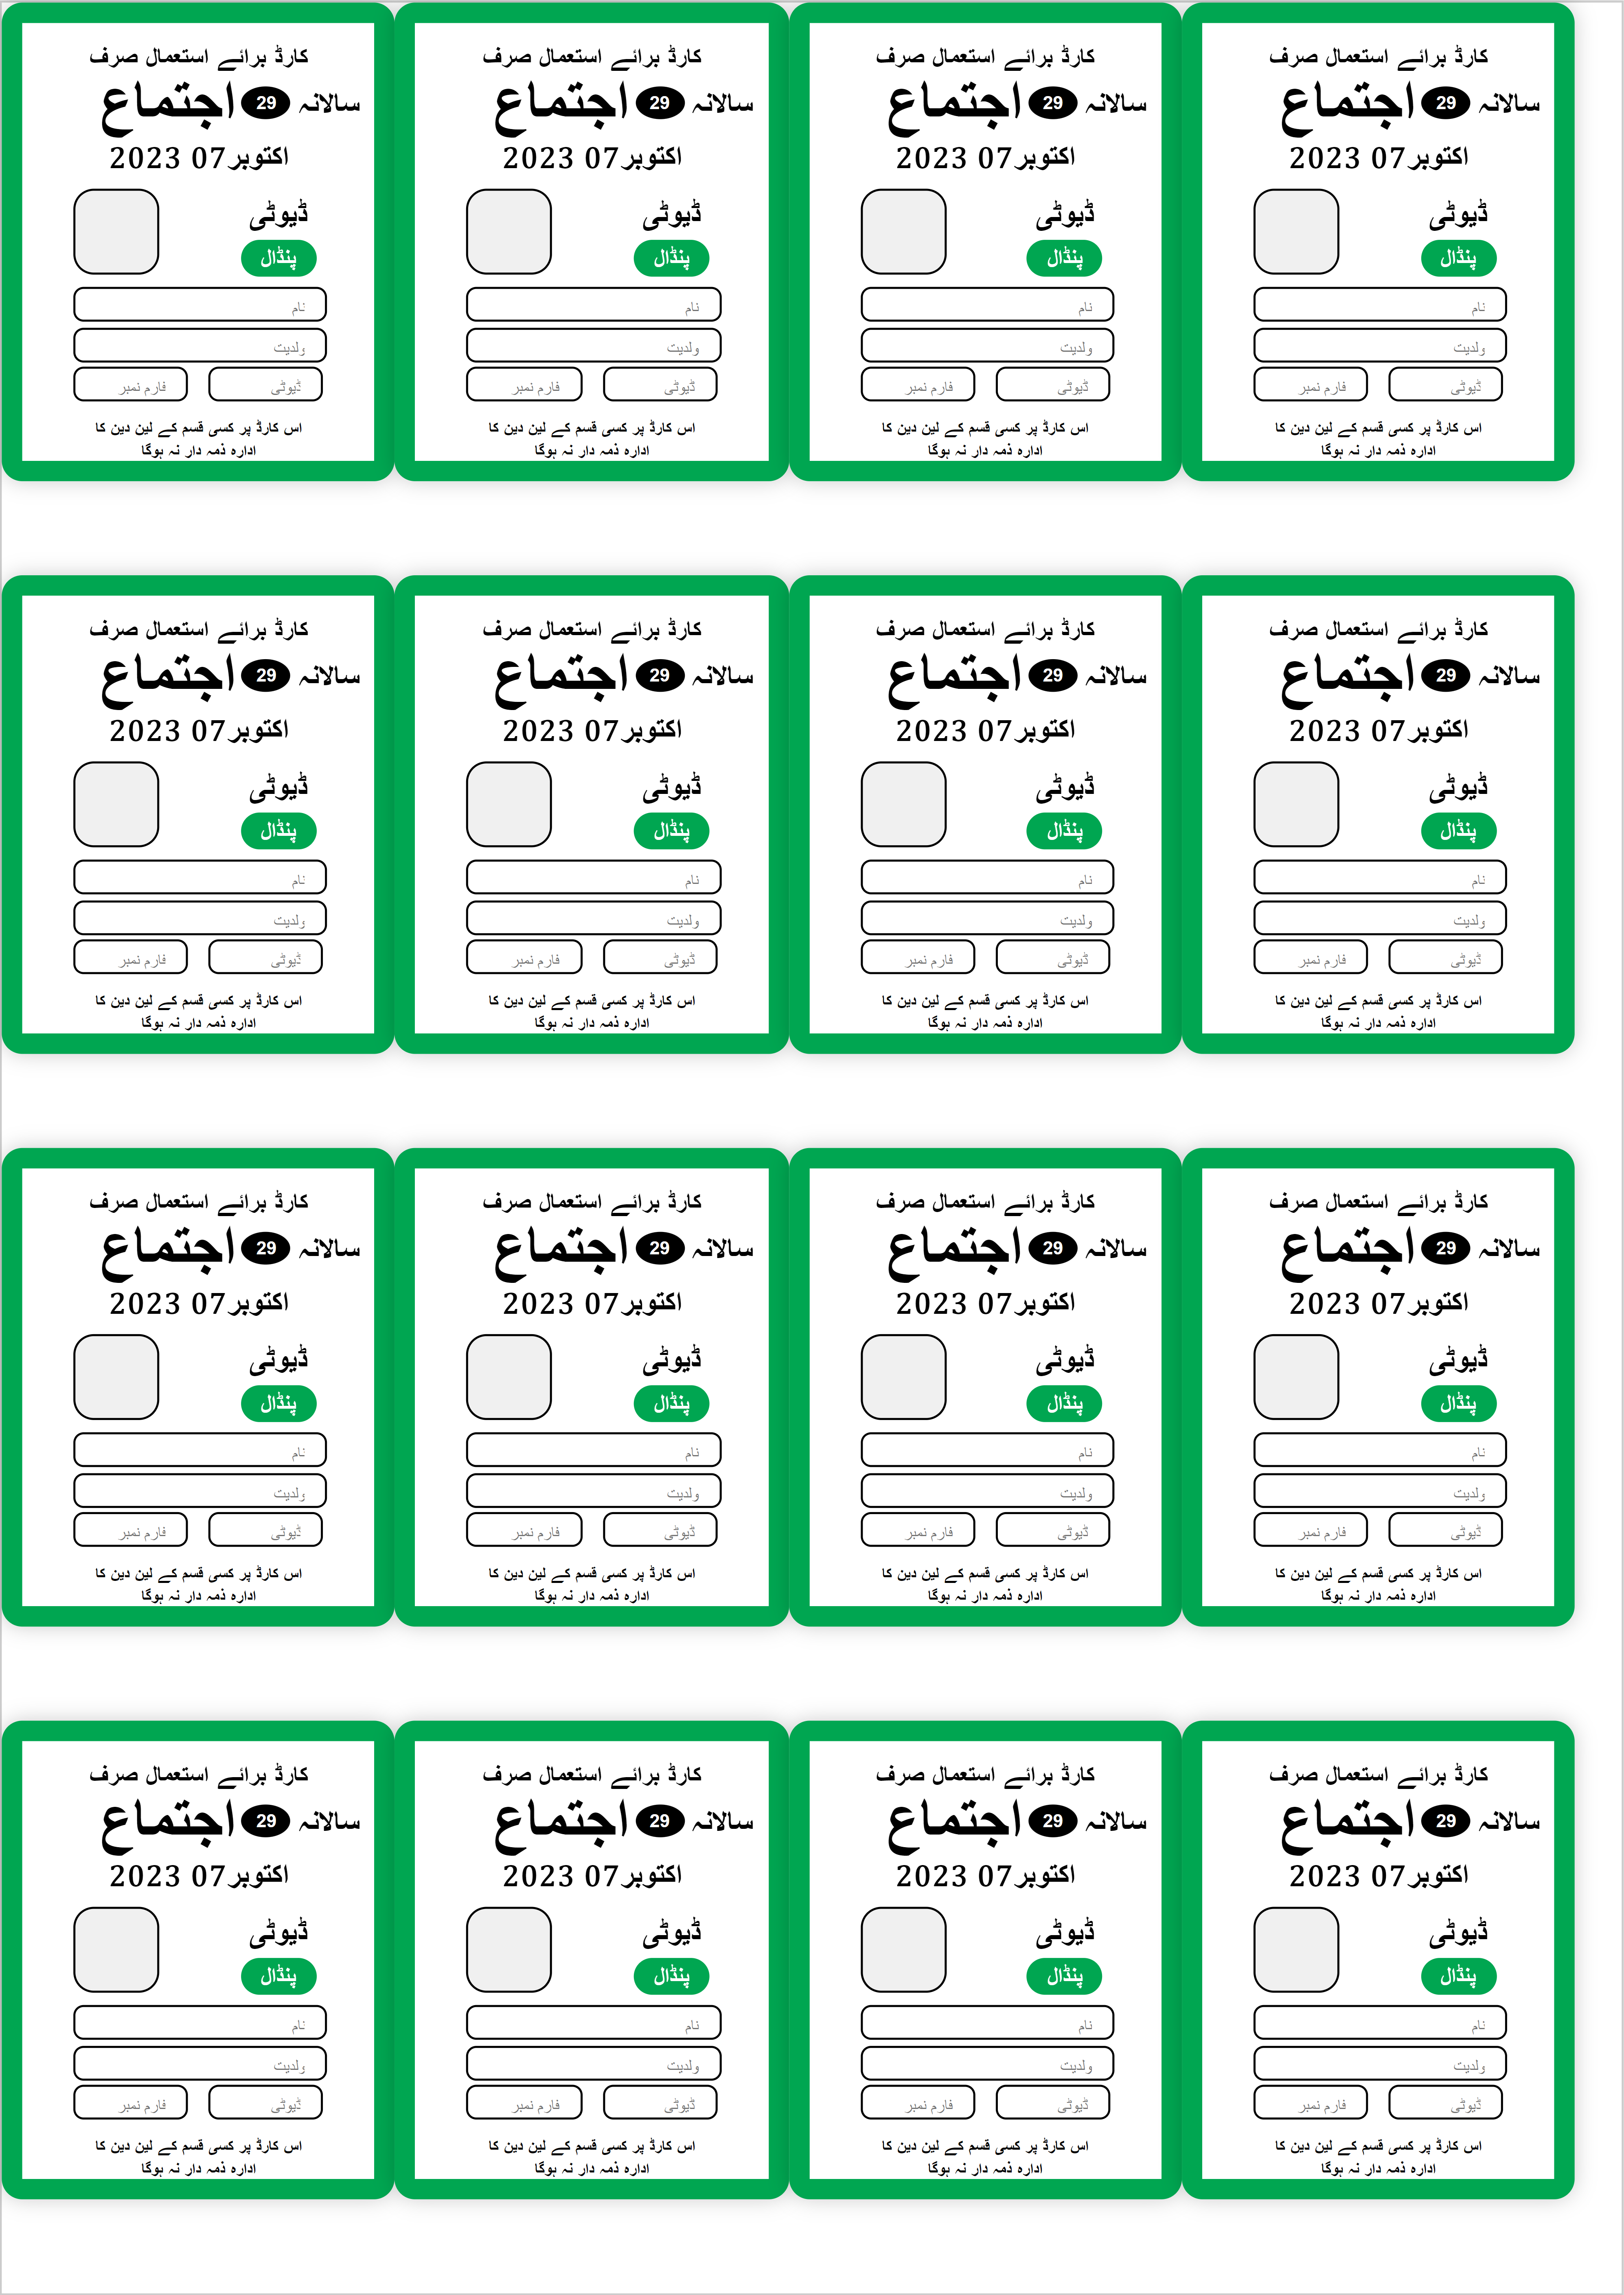 کارڈ برائے استعمال صرف
سالانہ 29 اجتماع
07 اکتوبر 2023
ڈیوٹی
پنڈال
نام
ولدیت
ڈیوٹی فارم نمبر
اس کارڈ پر کسی قسم کے لین دین کا
ادارہ ذمہ دار نہ ہوگا
کارڈ برائے استعمال صرف
سالانہ 29 اجتماع
07 اکتوبر 2023
ڈیوٹی
پنڈال
نام
ولدیت
ڈیوٹی فارم نمبر
اس کارڈ پر کسی قسم کے لین دین کا
ادارہ ذمہ دار نہ ہوگا
کارڈ برائے استعمال صرف
سالانہ 29 اجتماع
07 اکتوبر 2023
ڈیوٹی
پنڈال
نام
ولدیت
ڈیوٹی فارم نمبر
اس کارڈ پر کسی قسم کے لین دین کا
ادارہ ذمہ دار نہ ہوگا
کارڈ برائے استعمال صرف
سالانہ 29 اجتماع
07 اکتوبر 2023
ڈیوٹی
پنڈال
نام
ولدیت
ڈیوٹی فارم نمبر
اس کارڈ پر کسی قسم کے لین دین کا
ادارہ ذمہ دار نہ ہوگا
کارڈ برائے استعمال صرف
سالانہ 29 اجتماع
07 اکتوبر 2023
ڈیوٹی
پنڈال
نام
ولدیت
ڈیوٹی فارم نمبر
اس کارڈ پر کسی قسم کے لین دین کا
ادارہ ذمہ دار نہ ہوگا
کارڈ برائے استعمال صرف
سالانہ 29 اجتماع
07 اکتوبر 2023
ڈیوٹی
پنڈال
نام
ولدیت
ڈیوٹی فارم نمبر
اس کارڈ پر کسی قسم کے لین دین کا
ادارہ ذمہ دار نہ ہوگا
کارڈ برائے استعمال صرف
سالانہ 29 اجتماع
07 اکتوبر 2023
ڈیوٹی
پنڈال
نام
ولدیت
ڈیوٹی فارم نمبر
اس کارڈ پر کسی قسم کے لین دین کا
ادارہ ذمہ دار نہ ہوگا
کارڈ برائے استعمال صرف
سالانہ 29 اجتماع
07 اکتوبر 2023
ڈیوٹی
پنڈال
نام
ولدیت
ڈیوٹی فارم نمبر
اس کارڈ پر کسی قسم کے لین دین کا
ادارہ ذمہ دار نہ ہوگا
کارڈ برائے استعمال صرف
سالانہ 29 اجتماع
07 اکتوبر 2023
ڈیوٹی
پنڈال
نام
ولدیت
ڈیوٹی فارم نمبر
اس کارڈ پر کسی قسم کے لین دین کا
ادارہ ذمہ دار نہ ہوگا
کارڈ برائے استعمال صرف
سالانہ 29 اجتماع
07 اکتوبر 2023
ڈیوٹی
پنڈال
نام
ولدیت
ڈیوٹی فارم نمبر
اس کارڈ پر کسی قسم کے لین دین کا
ادارہ ذمہ دار نہ ہوگا
کارڈ برائے استعمال صرف
سالانہ 29 اجتماع
07 اکتوبر 2023
ڈیوٹی
پنڈال
نام
ولدیت
ڈیوٹی فارم نمبر
اس کارڈ پر کسی قسم کے لین دین کا
ادارہ ذمہ دار نہ ہوگا
کارڈ برائے استعمال صرف
سالانہ 29 اجتماع
07 اکتوبر 2023
ڈیوٹی
پنڈال
نام
ولدیت
ڈیوٹی فارم نمبر
اس کارڈ پر کسی قسم کے لین دین کا
ادارہ ذمہ دار نہ ہوگا
کارڈ برائے استعمال صرف
سالانہ 29 اجتماع
07 اکتوبر 2023
ڈیوٹی
پنڈال
نام
ولدیت
ڈیوٹی فارم نمبر
اس کارڈ پر کسی قسم کے لین دین کا
ادارہ ذمہ دار نہ ہوگا
کارڈ برائے استعمال صرف
سالانہ 29 اجتماع
07 اکتوبر 2023
ڈیوٹی
پنڈال
نام
ولدیت
ڈیوٹی فارم نمبر
اس کارڈ پر کسی قسم کے لین دین کا
ادارہ ذمہ دار نہ ہوگا
کارڈ برائے استعمال صرف
سالانہ 29 اجتماع
07 اکتوبر 2023
ڈیوٹی
پنڈال
نام
ولدیت
ڈیوٹی فارم نمبر
اس کارڈ پر کسی قسم کے لین دین کا
ادارہ ذمہ دار نہ ہوگا
کارڈ برائے استعمال صرف
سالانہ 29 اجتماع
07 اکتوبر 2023
ڈیوٹی
پنڈال
نام
ولدیت
ڈیوٹی فارم نمبر
اس کارڈ پر کسی قسم کے لین دین کا
ادارہ ذمہ دار نہ ہوگا